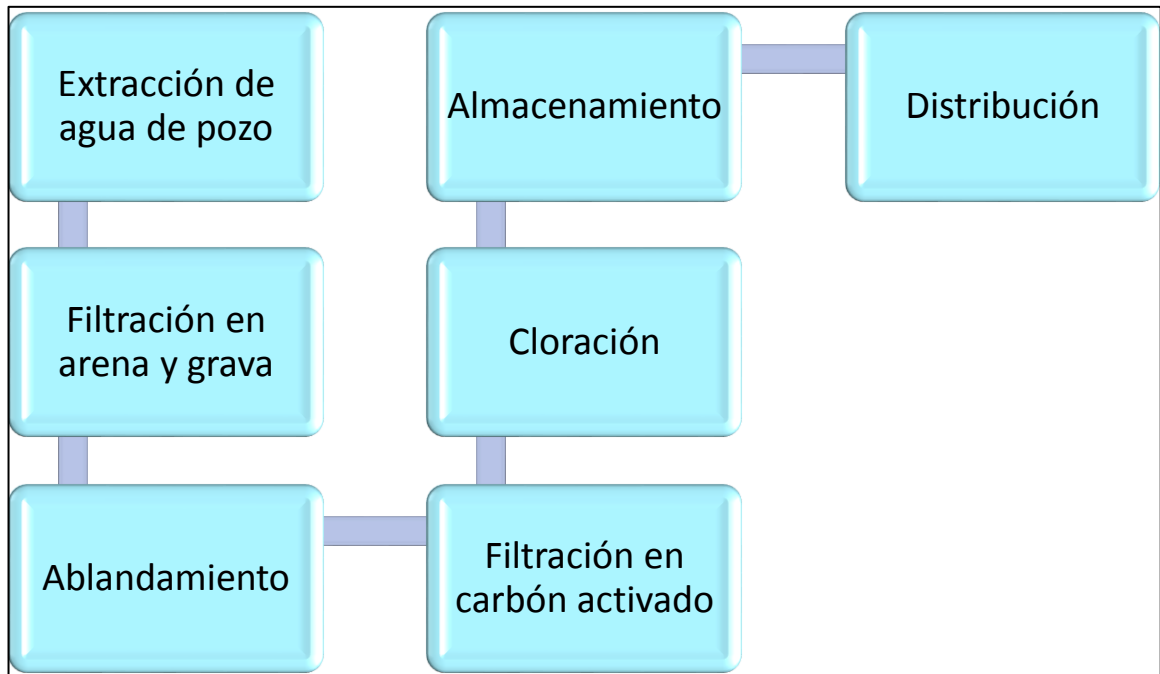 Extracción de
agua de pozo
Filtración en
arena y grava
Ablandamiento
Filtración en
carbón activado
Cloración
Almacenamiento
Distribución